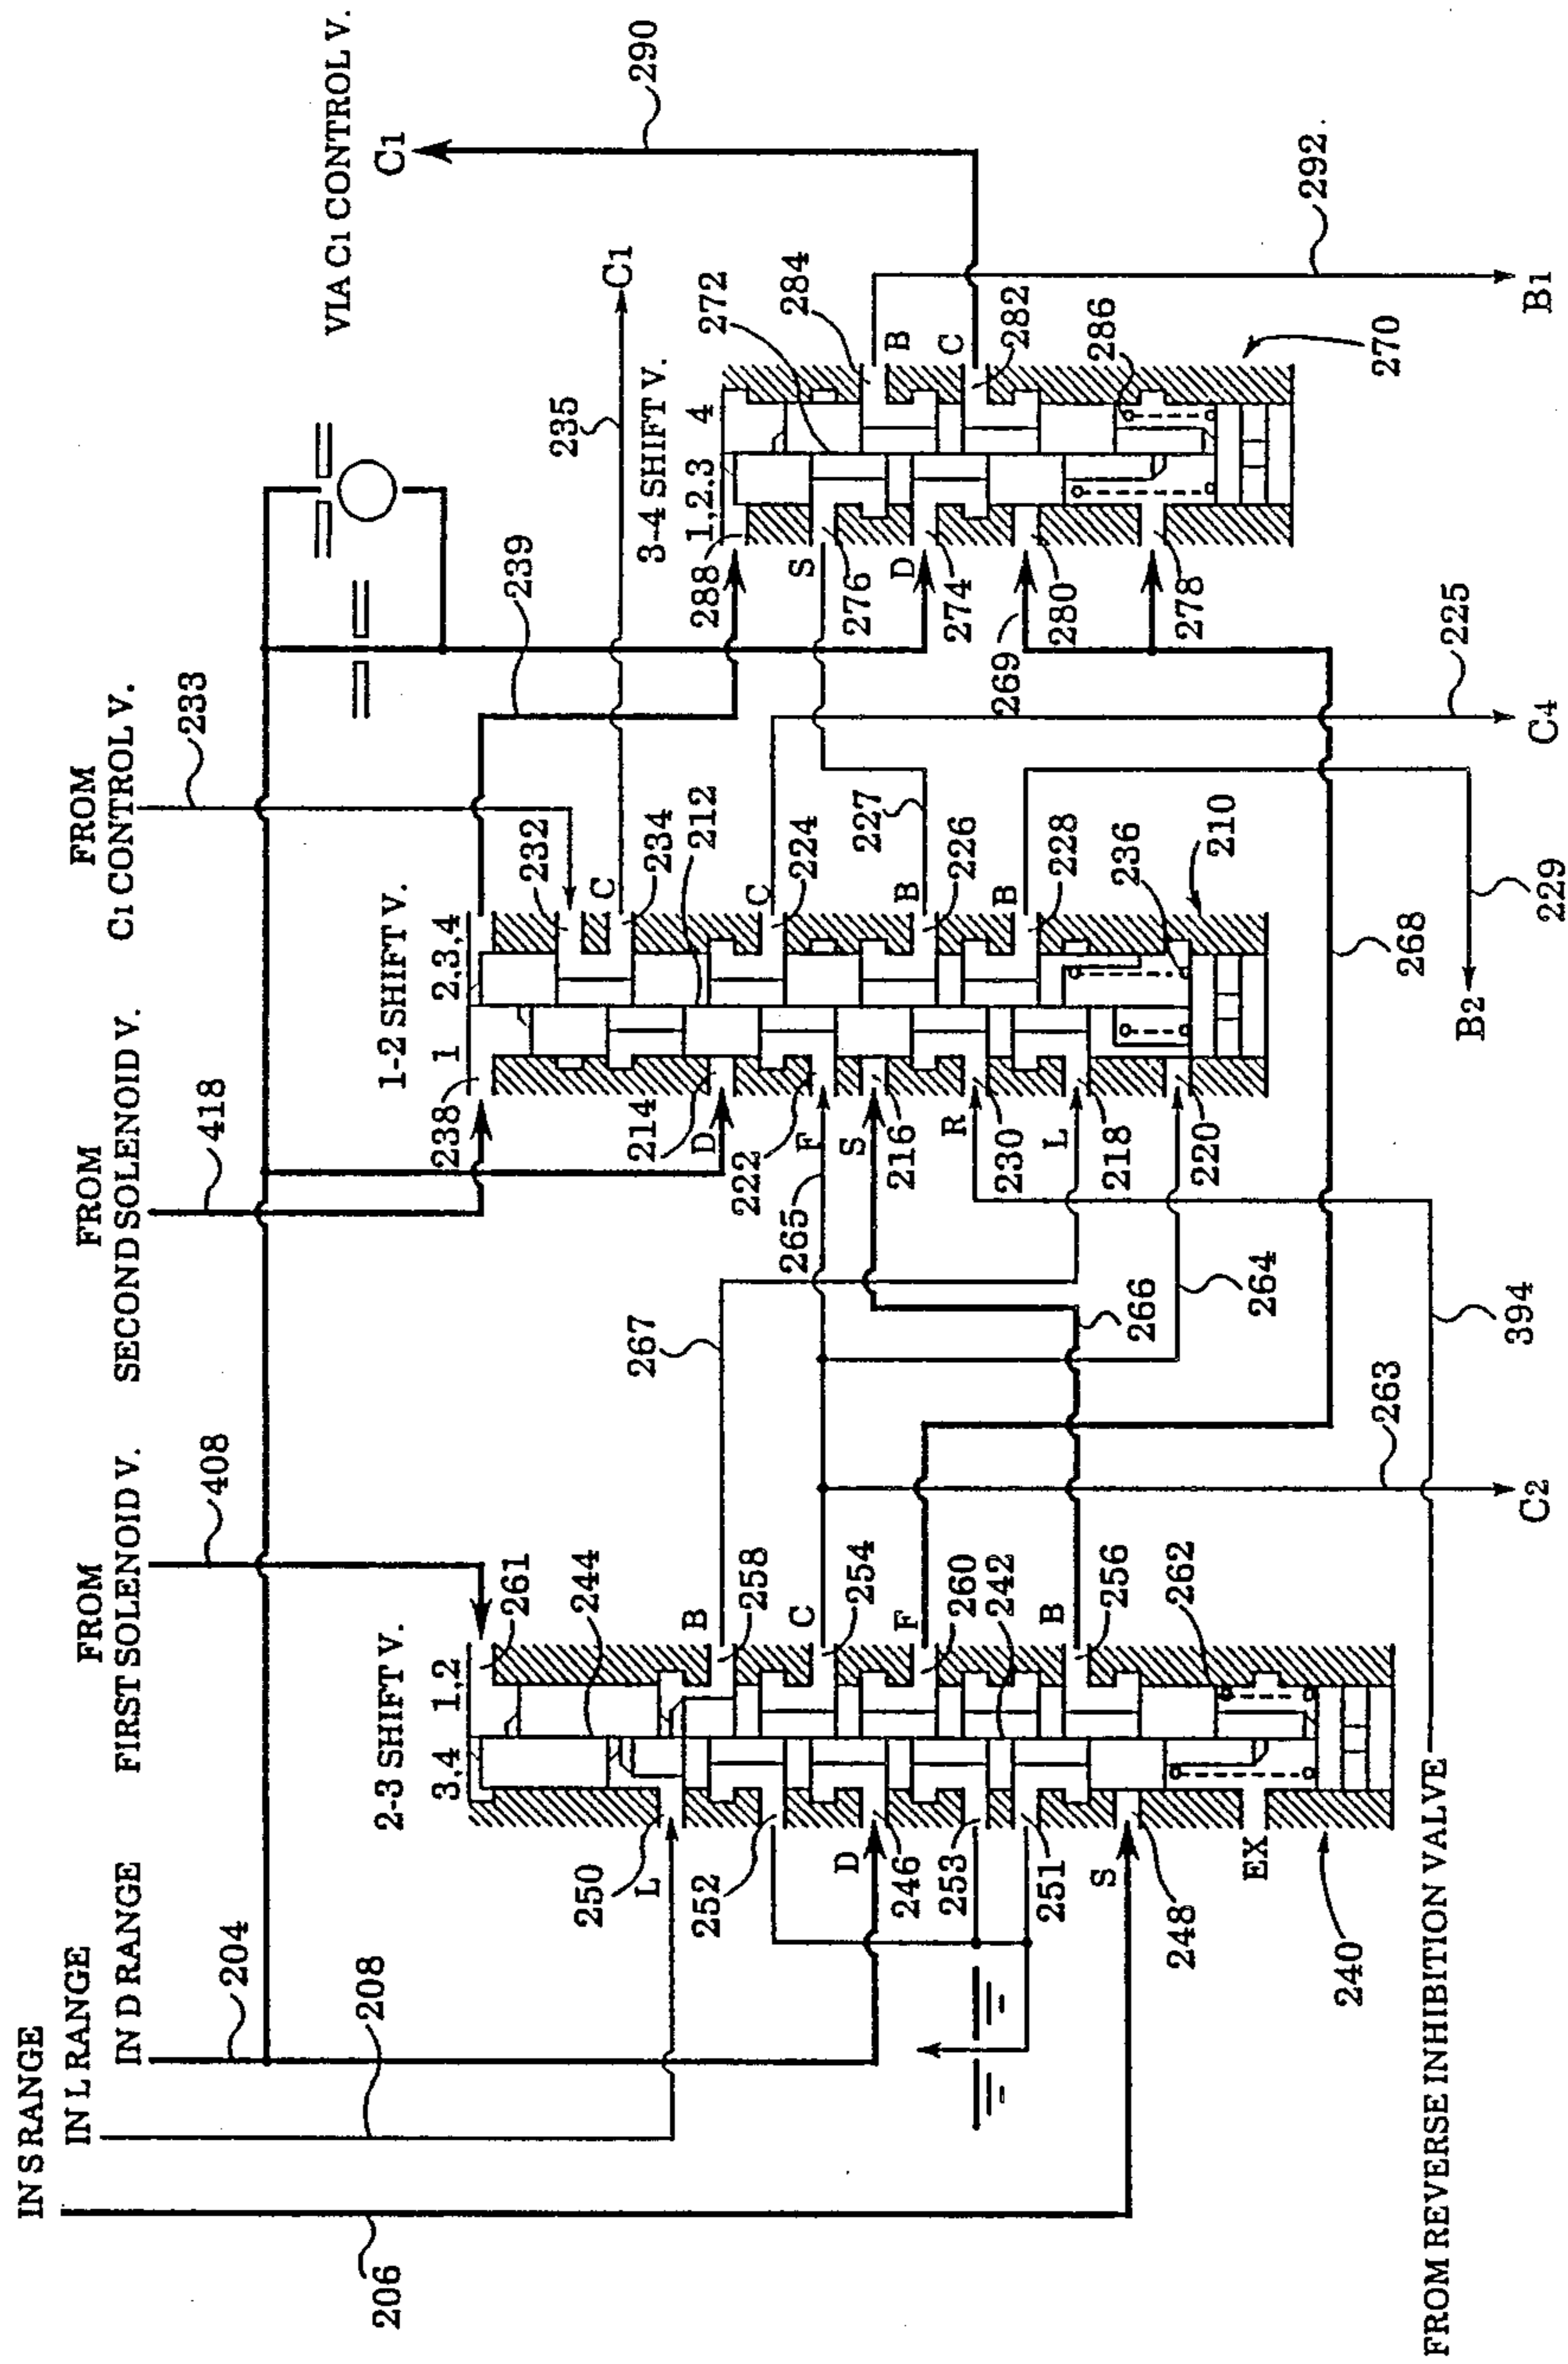 IN S RANGE
IN L RANGE
IN D RANGE
206
208
204
FROM
FIRST SOLENOID V.
408
FROM
SECOND SOLENOID V.
418
FROM
C1 CONTROL V.
233
VIA C1 CONTROL V.
C1
290
2-3 SHIFT V.
3,4
1,2
261
244
250
L
252
D
246
253
251
S
248
EX
240
B
258
C
254
F
260
242
B
256
262
267
265
266
264
268
263
C2
394
FROM REVERSE INHIBITION VALVE
1-2 SHIFT V.
1
2,3,4
238
214
D
222
F
S
216
R
230
L
218
220
232
C
234
212
C
224
227
B
226
B
228
236
210
239
235
C1
229
B2
225
C4
3-4 SHIFT V.
1,2.3
4
288
S
276
D
274
269
280
278
272
284
B
C
282
286
270
292
B1